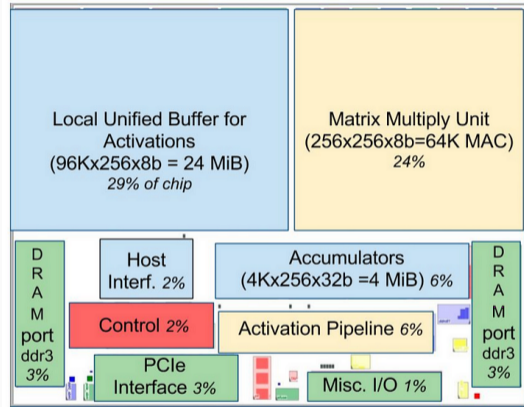 Local Unified Buffer for
Activations
(96Kx256x8b = 24 MiB)
29% of chip
Matrix Multiply Unit
(256x256x8b=64K MAC)
24%
D
R
A
M
port
ddr3
3%
Host
Interf. 2%
Accumulators
(4Kx256x32b =4 MiB) 6%
D
R
A
M
port
ddr3
3%
Control 2%
Activation Pipeline 6%
PCIe
Interface 3%
Misc. I/O 1%